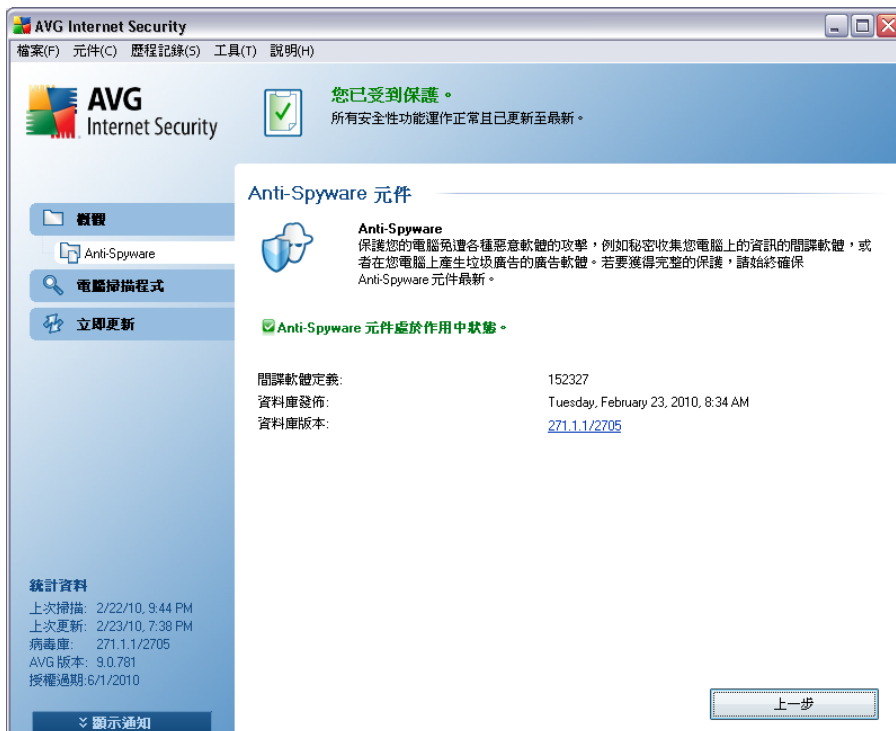 AVG Internet Security
檔案(F) 元件(C) 歷程記錄(S) 工具(T) 說明(H)
AVG
Internet Security
您已受到保護。
所有安全性功能運作正常且已更新至最新。
概觀
Anti-Spyware
電腦掃描程式
立即更新
Anti-Spyware 元件
Anti-Spyware
保護您的電腦免遭各種惡意軟體的攻擊，例如秘密收集您電腦上的資訊的間諜軟體，或
者在您電腦上產生垃圾廣告的廣告軟體。若要獲得完整的保護，請始終確保
Anti-Spyware 元件最新。
Anti-Spyware 元件處於作用中狀態。
間諜軟體定義: 152327
資料庫發佈: Tuesday, February 23, 2010, 8:34 AM
資料庫版本: 271.1.1/2705
統計資料
上次掃描: 2/22/10, 9:44 PM
上次更新: 2/23/10, 7:38 PM
病毒庫: 271.1.1/2705
AVG 版本: 9.0.781
授權過期:6/1/2010
顯示通知
上一步